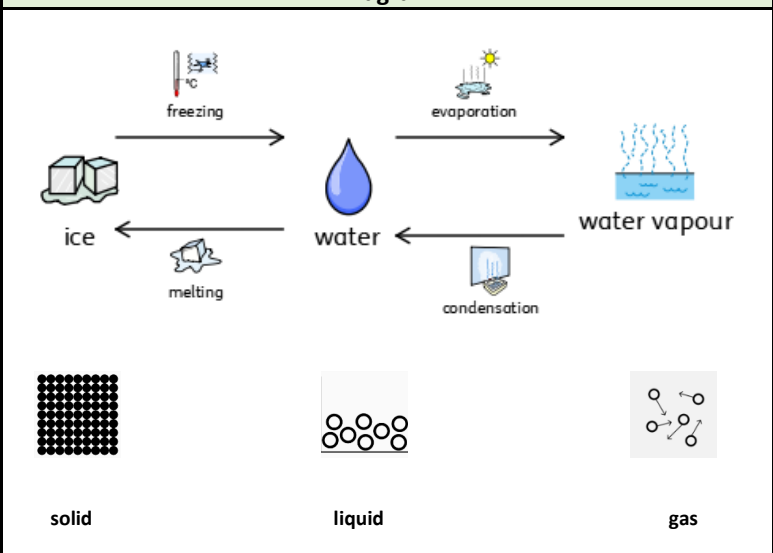 °C
freezing
evaporation
ice
water
water vapour
melting
condensation
solid
liquid
gas